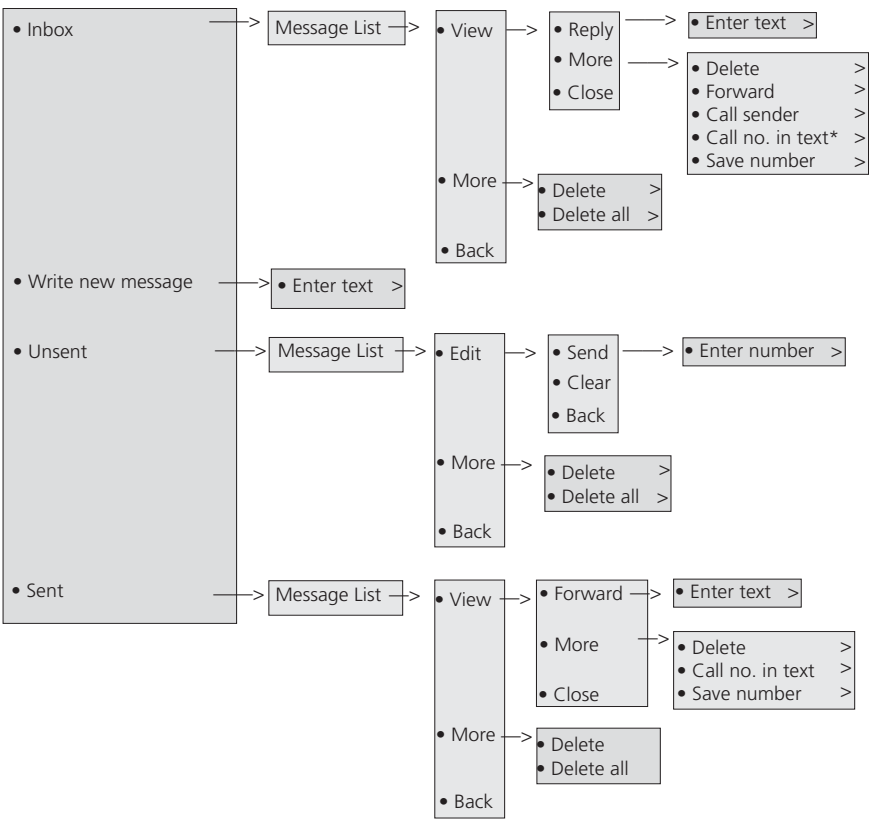 • Inbox
Message List
• View
• Reply
• Enter text >
• More
• Delete >
• Forward >
• Call sender >
• Call no. in text* >
• Save number >
• Close
• More
• Delete >
• Delete all >
• Back
• Write new message
• Enter text >
• Unsent
Message List
• Edit
• Send
• Enter number >
• Clear
• Back
• More
• Delete >
• Delete all >
• Back
• Sent
Message List
• View
• Forward
• Enter text >
• More
• Delete >
• Call no. in text >
• Save number >
• Close
• More
• Delete
• Delete all
• Back